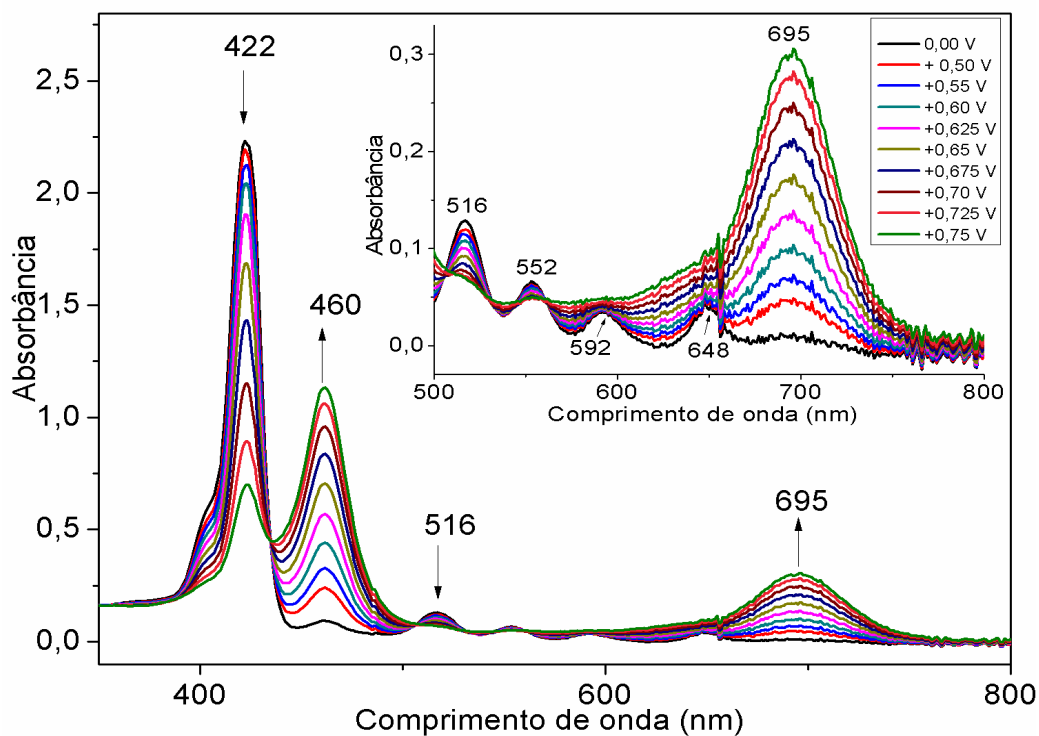 Absorbância
2,5
2,0
1,5
1,0
0,5
0,0
422
460
516
695
400
600
800
Comprimento de onda (nm)
Absorbância
0,3
0,2
0,1
0,0
516
552
592
648
695
500
600
700
800
Comprimento de onda (nm)
0,00 V
+ 0,50 V
+0,55 V
+0,60 V
+0,625 V
+0,65 V
+0,675 V
+0,70 V
+0,725 V
+0,75 V